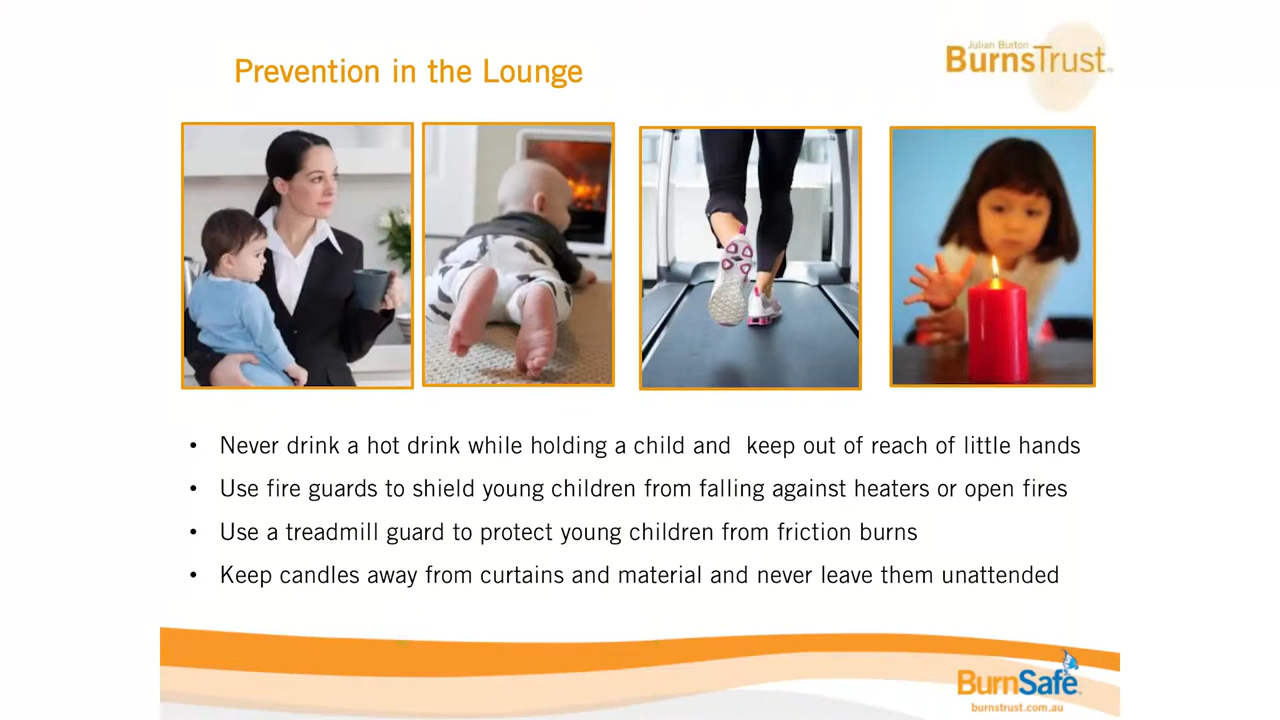 Prevention in the Lounge
Julian Burton
BurnsTrust
• Never drink a hot drink while holding a child and  keep out of reach of little hands
• Use fire guards to shield young children from falling against heaters or open fires
• Use a treadmill guard to protect young children from friction burns
• Keep candles away from curtains and material and never leave them unattended
BurnSafe
burnstrust.com.au